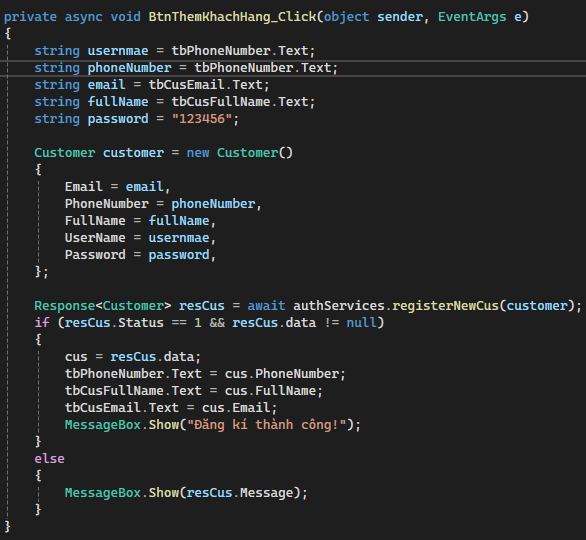 private async void BtnThemKhachHang_Click(object sender, EventArgs e)
{
string usernmae = tbPhoneNumber.Text;
string phoneNumber = tbPhoneNumber.Text;
string email = tbCusEmail.Text;
string fullName = tbCusFullName.Text;
string password = "123456";
Customer customer = new Customer()
{
Email = email,
PhoneNumber = phoneNumber,
FullName = fullName,
UserName = usernmae,
Password = password,
};
Response<Customer> resCus = await authServices.registerNewCus(customer);
if (resCus.Status == 1 && resCus.data != null)
{
cus = resCus.data;
tbPhoneNumber.Text = cus.PhoneNumber;
tbCusFullName.Text = cus.FullName;
tbCusEmail.Text = cus.Email;
MessageBox.Show("Đăng kí thành công!");
}
else
{
MessageBox.Show(resCus.Message);
}
}